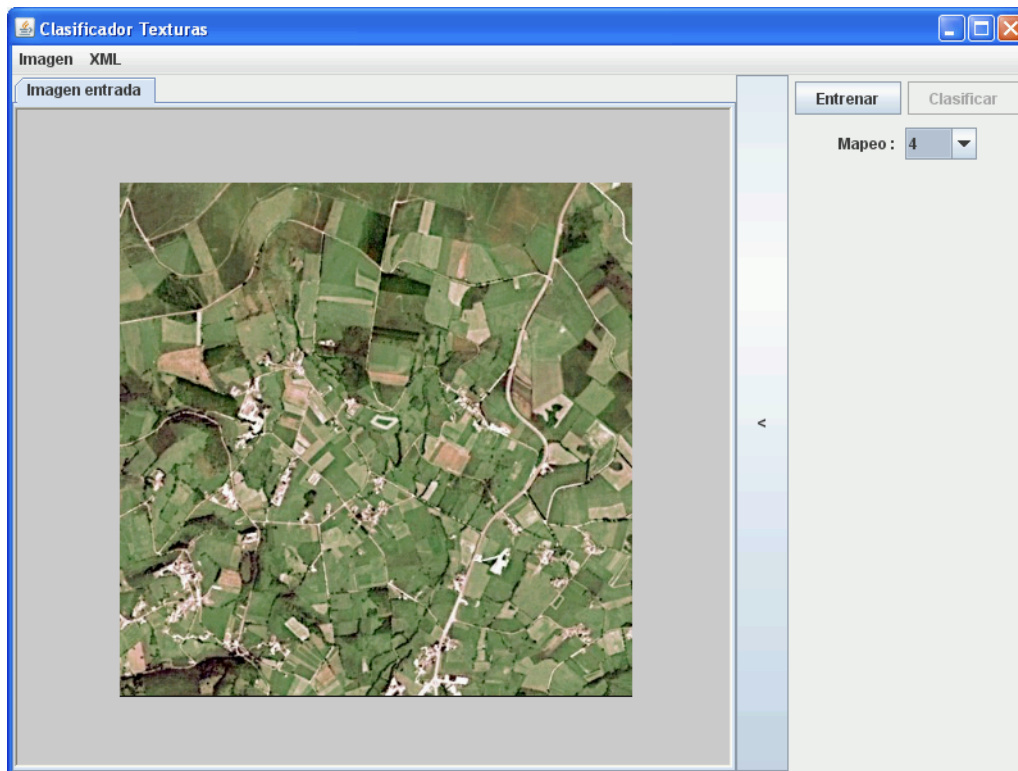 Clasificador Texturas
Imagen XML
Imagen entrada
Entrenar Clasificar
Mapeo : 4
<